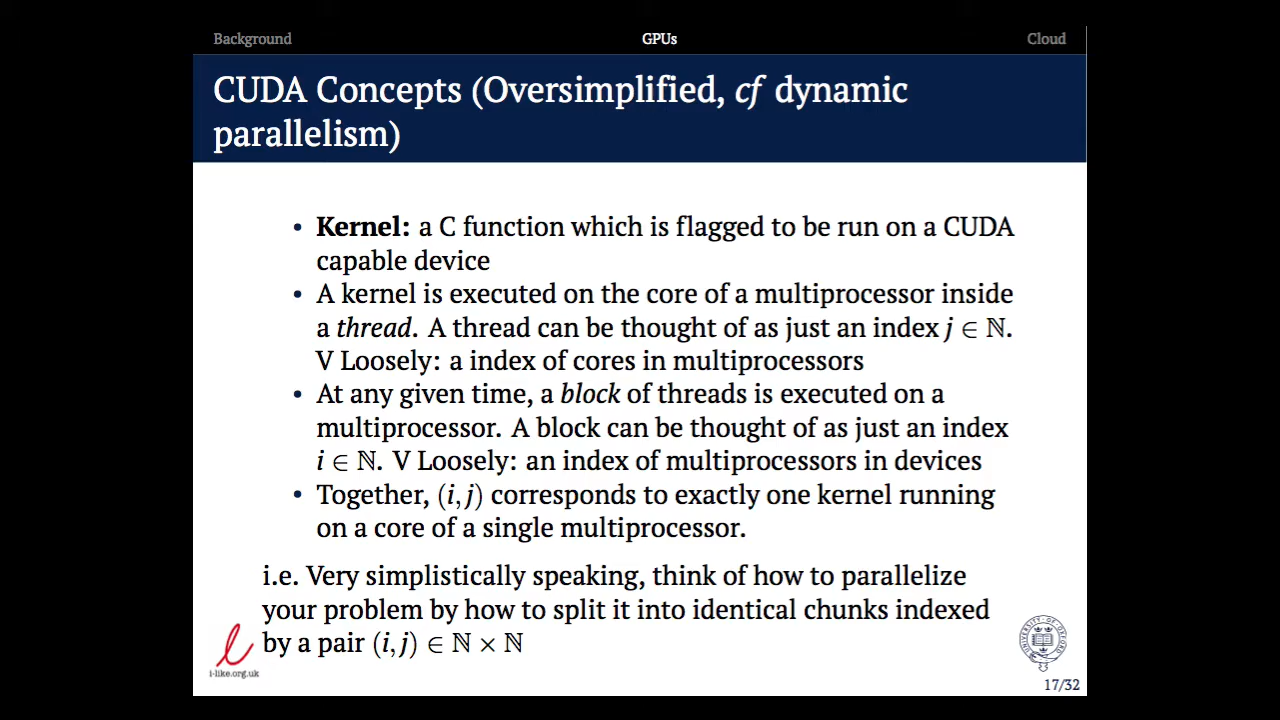 Background GPUs Cloud
CUDA Concepts (Oversimplified, cf dynamic
parallelism)
• Kernel: a C function which is flagged to be run on a CUDA
capable device
• A kernel is executed on the core of a multiprocessor inside
a thread. A thread can be thought of as just an index j ∈ ℕ.
V Loosely: a index of cores in multiprocessors
• At any given time, a block of threads is executed on a
multiprocessor. A block can be thought of as just an index
i ∈ ℕ. V Loosely: an index of multiprocessors in devices
• Together, (i, j) corresponds to exactly one kernel running
on a core of a single multiprocessor.
i.e. Very simplistically speaking, think of how to parallelize
your problem by how to split it into identical chunks indexed
by a pair (i, j) ∈ ℕ × ℕ
i-like.org.uk
UNIVERSITY OF OXFORD
17/32